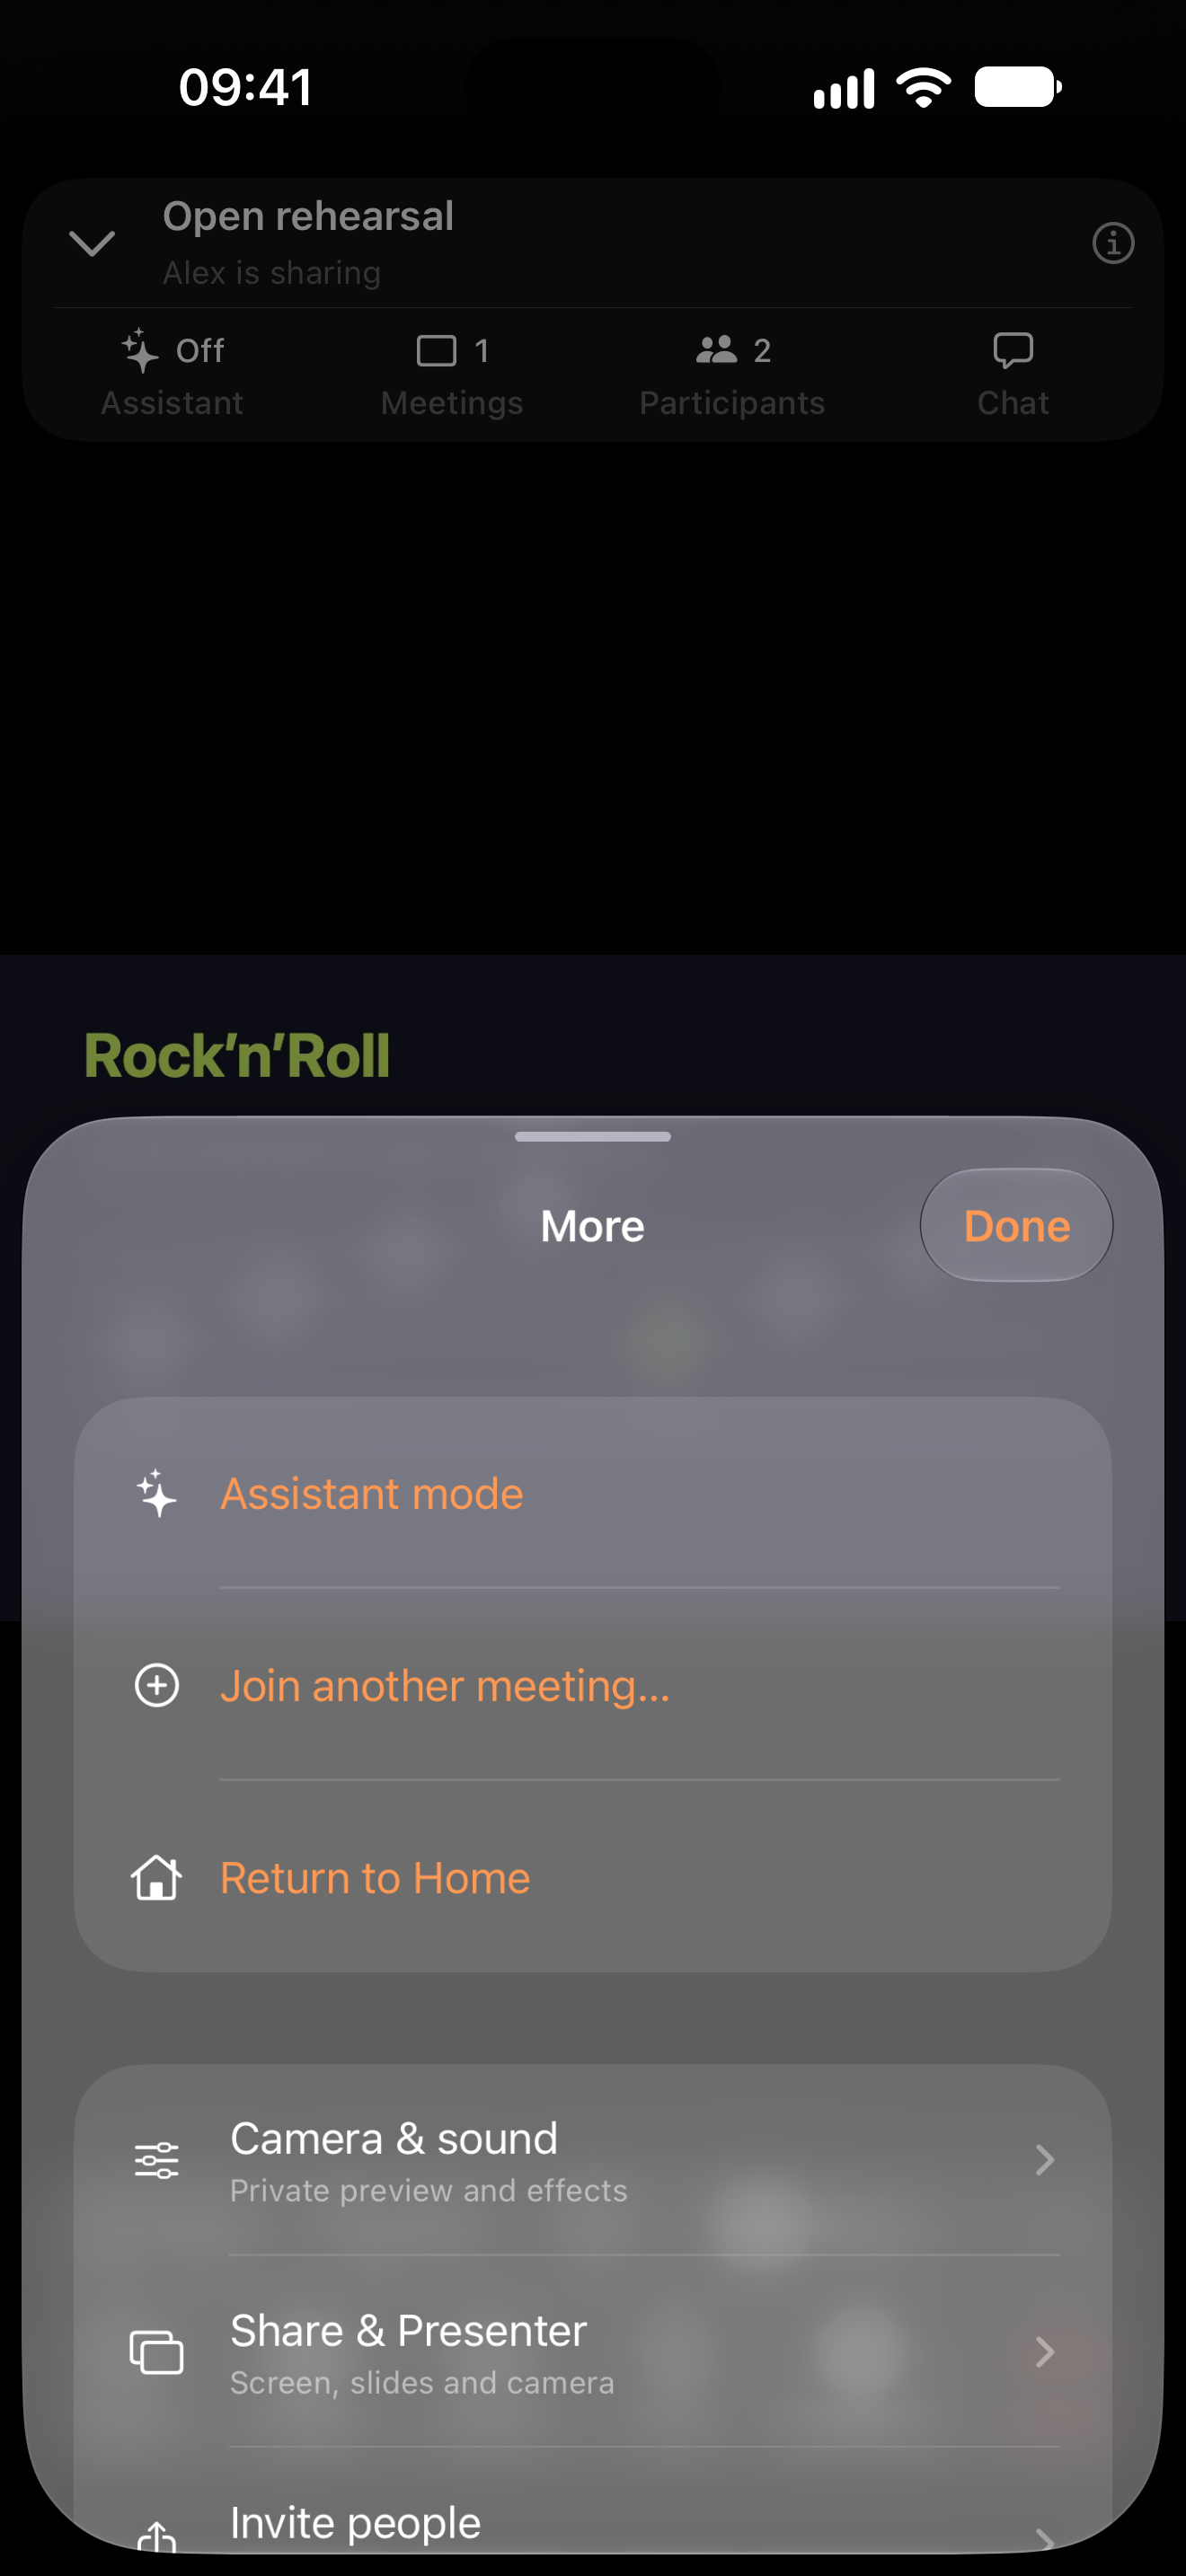 09:41
Open rehearsal
Alex is sharing
Off
1
2
Assistant
Meetings
Participants
Chat
Rock’n’Roll
More
Done
Assistant mode
Join another meeting...
Return to Home
Camera & sound
Private preview and effects
Share & Presenter
Screen, slides and camera
Invite people